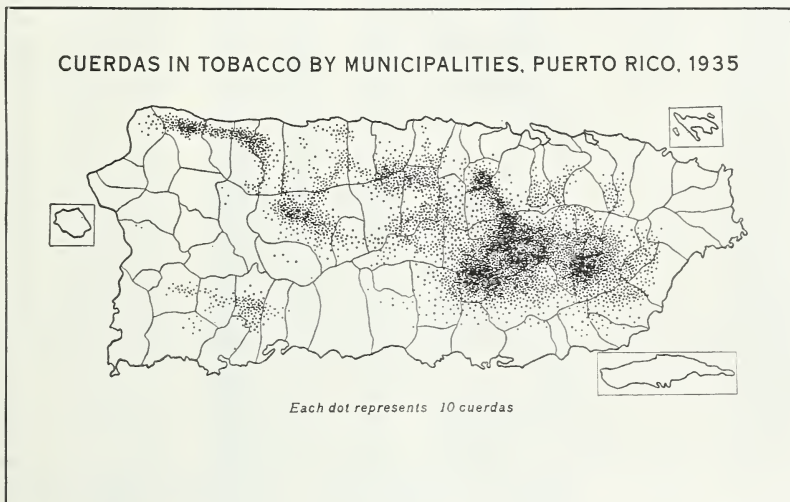 CUERDAS IN TOBACCO BY MUNICIPALITIES, PUERTO RICO, 1935
Each dot represents 10 cuerdas